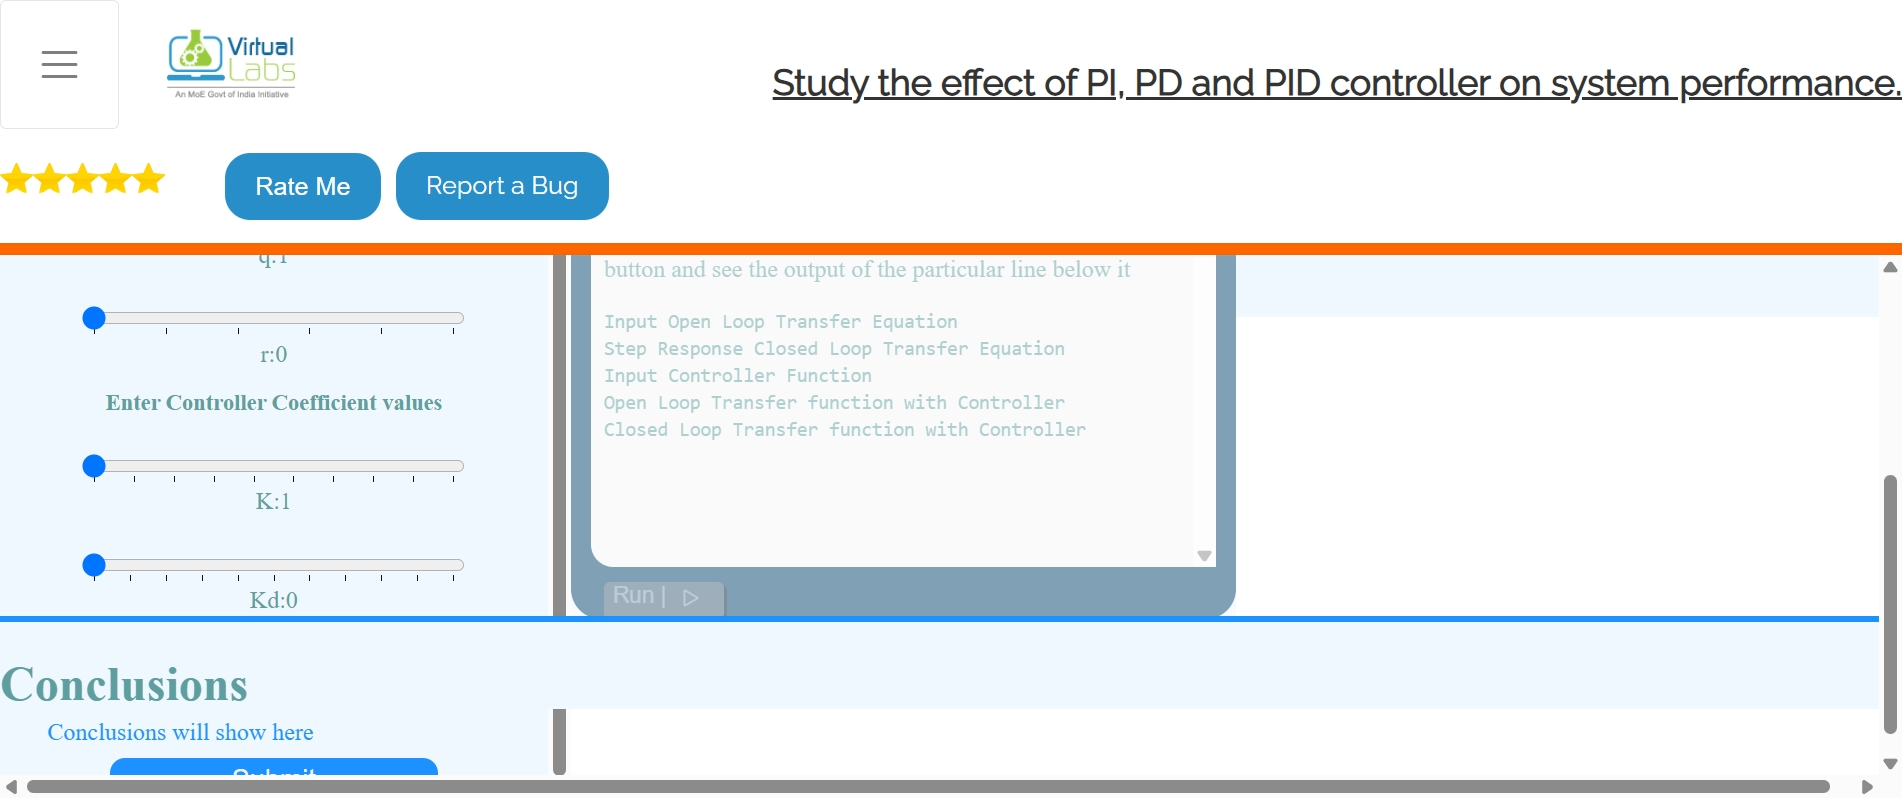 Virtual
Labs
An MoE Govt of India Initiative
Study the effect of PI, PD and PID controller on system performance.
Rate Me
Report a Bug
q:1
r:0
Enter Controller Coefficient values
K:1
Kd:0
button and see the output of the particular line below it
Input Open Loop Transfer Equation
Step Response Closed Loop Transfer Equation
Input Controller Function
Open Loop Transfer function with Controller
Closed Loop Transfer function with Controller
Run |
Conclusions
Conclusions will show here
Submit